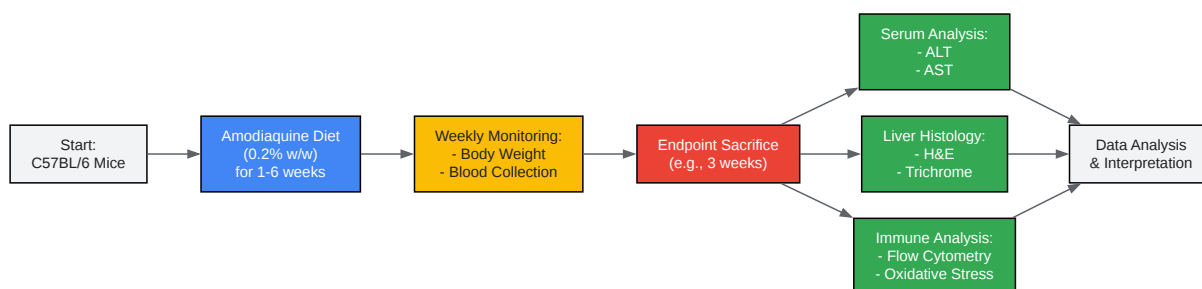 Start:
C57BL/6 Mice
Amodiaquine Diet
(0.2% w/w)
for 1-6 weeks
Weekly Monitoring:
- Body Weight
- Blood Collection
Endpoint Sacrifice
(e.g., 3 weeks)
Serum Analysis:
- ALT
- AST
Liver Histology:
- H&E
- Trichrome
Immune Analysis:
- Flow Cytometry
- Oxidative Stress
Data Analysis
& Interpretation